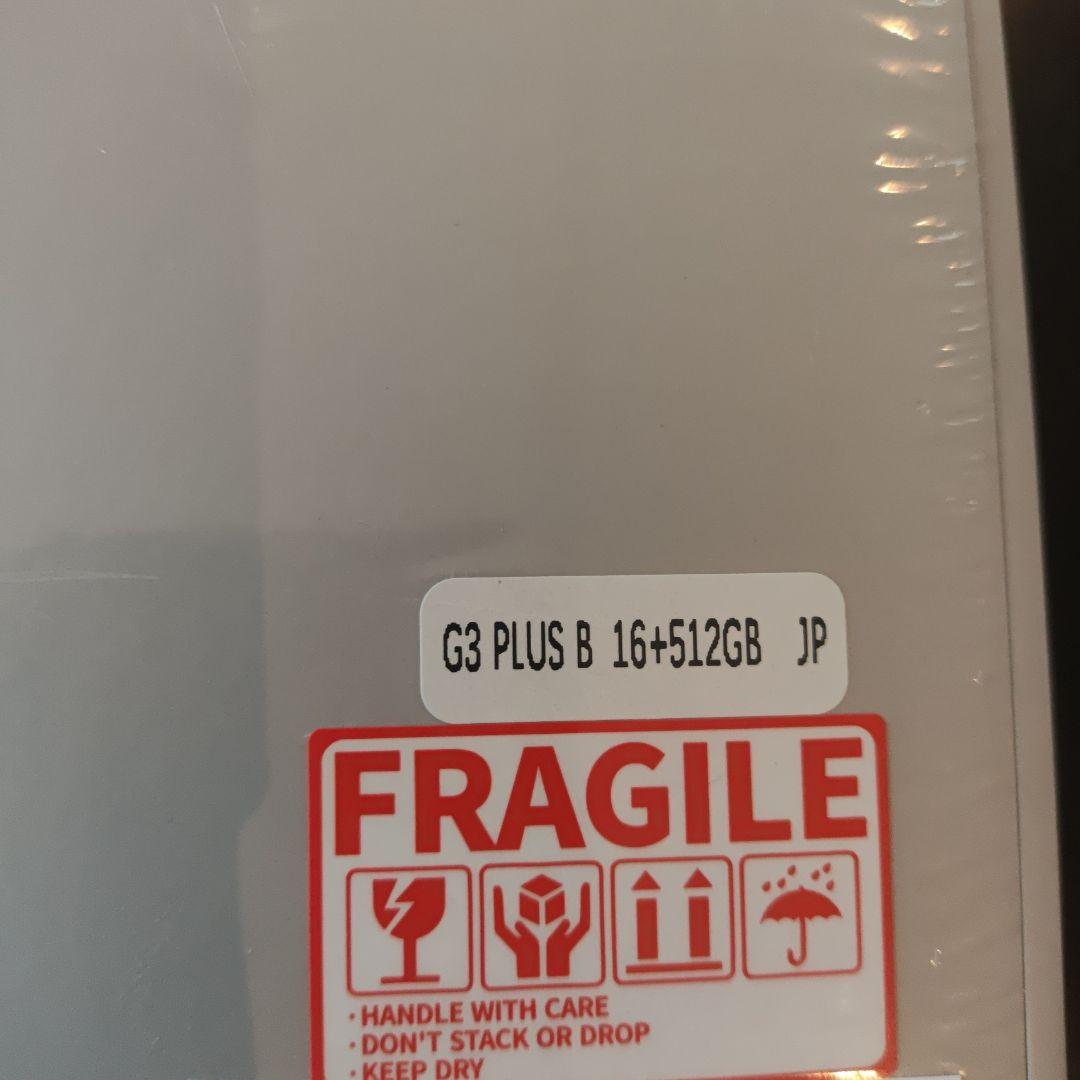 G3 PLUS B 16+512GB JP
FRAGILE
· HANDLE WITH CARE
· DON'T STACK OR DROP
· KEEP DRY